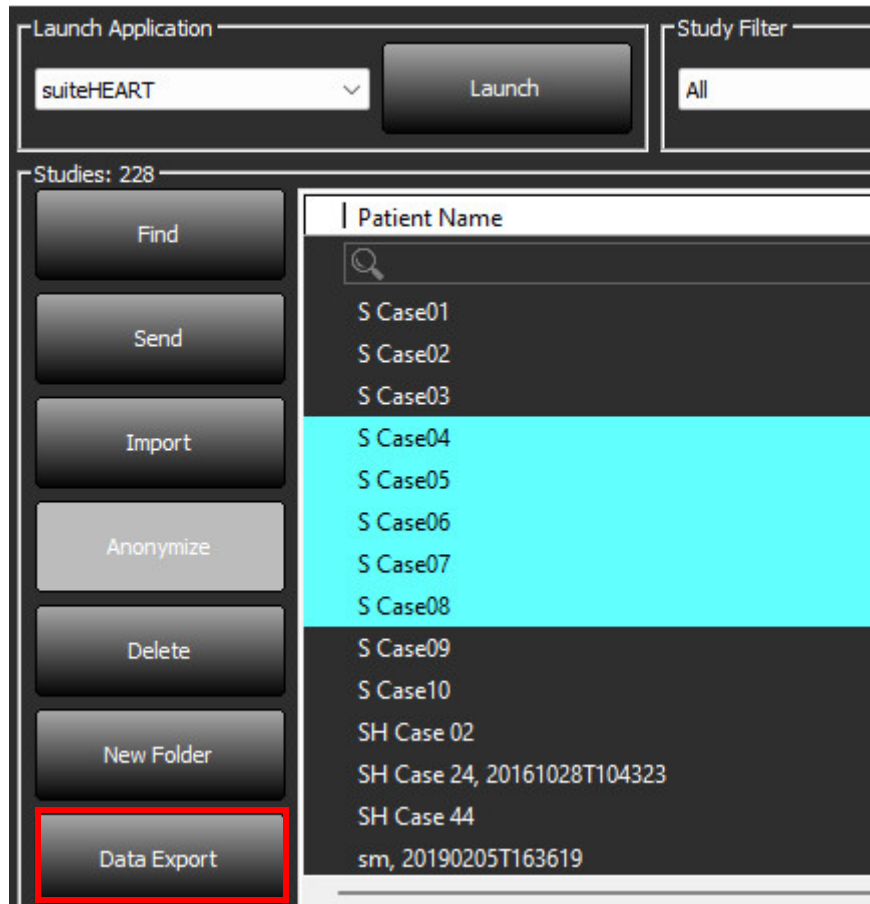 Launch Application
suiteHEART
Launch
Study Filter
All
Studies: 228
Find
Send
Import
Anonymize
Delete
New Folder
Data Export
Patient Name
S Case01
S Case02
S Case03
S Case04
S Case05
S Case06
S Case07
S Case08
S Case09
S Case10
SH Case 02
SH Case 24, 20161028T104323
SH Case 44
sm, 20190205T163619